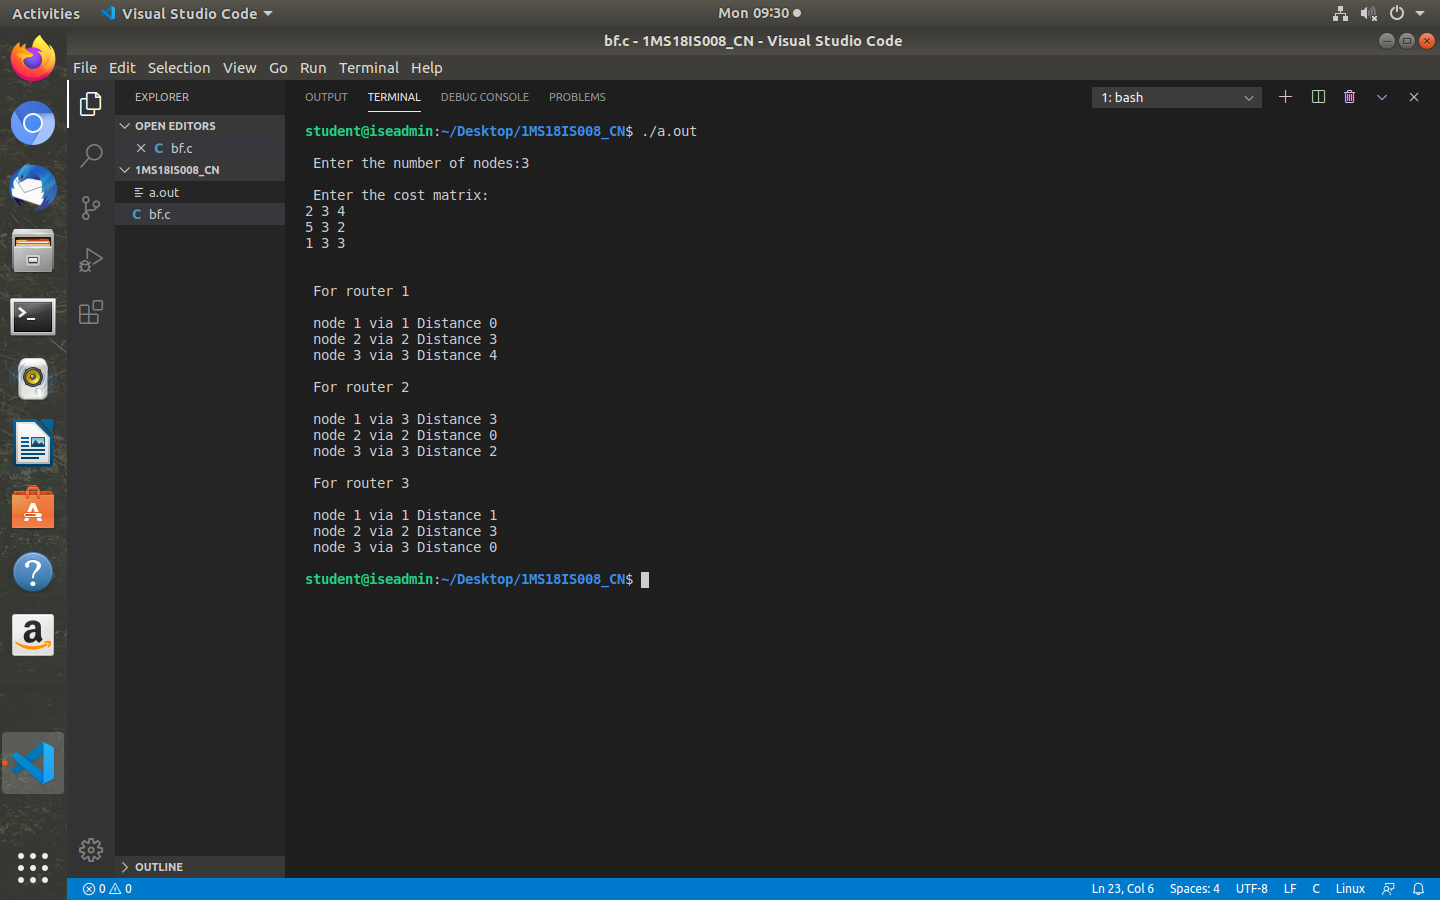 Activities Visual Studio Code Mon 09:30
bf.c - 1MS18IS008_CN - Visual Studio Code
File Edit Selection View Go Run Terminal Help
EXPLORER
OPEN EDITORS
C bf.c
1MS18IS008_CN
a.out
C bf.c
OUTLINE
OUTPUT TERMINAL DEBUG CONSOLE PROBLEMS 1: bash
student@iseadmin:~/Desktop/1MS18IS008_CN$ ./a.out
Enter the number of nodes:3
Enter the cost matrix:
2 3 4
5 3 2
1 3 3
For router 1
node 1 via 1 Distance 0
node 2 via 2 Distance 3
node 3 via 3 Distance 4
For router 2
node 1 via 3 Distance 3
node 2 via 2 Distance 0
node 3 via 3 Distance 2
For router 3
node 1 via 1 Distance 1
node 2 via 2 Distance 3
node 3 via 3 Distance 0
student@iseadmin:~/Desktop/1MS18IS008_CN$
0 0 Ln 23, Col 6 Spaces: 4 UTF-8 LF C Linux